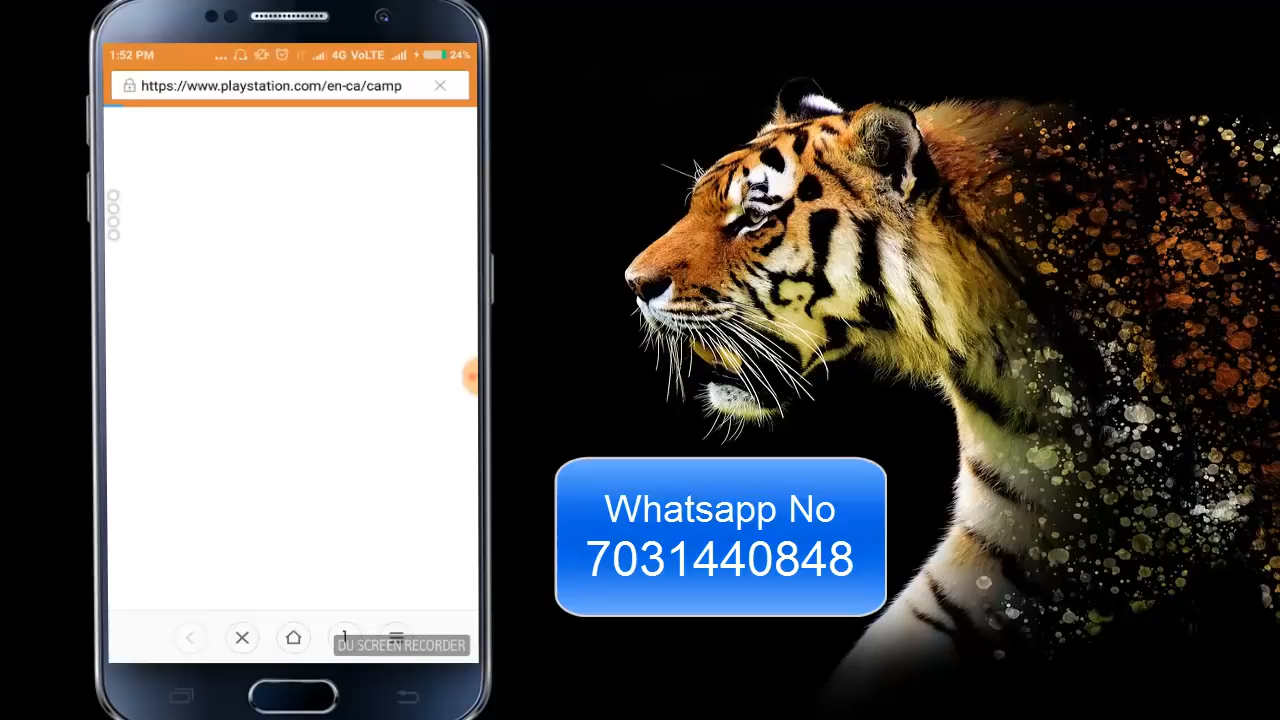 1:52 PM
... 4G VoLTE 24%
https://www.playstation.com/en-ca/camp
1
DU SCREEN RECORDER
Whatsapp No
7031440848